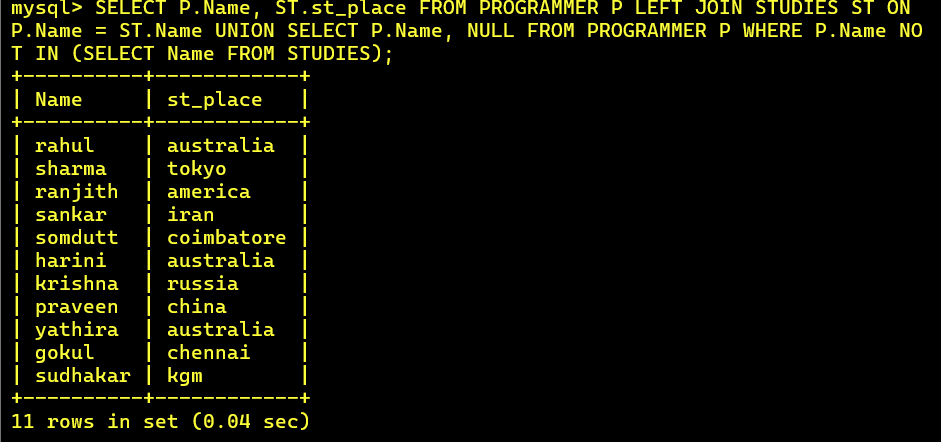 mysql> SELECT P.Name, ST.st_place FROM PROGRAMMER P LEFT JOIN STUDIES ST ON
P.Name = ST.Name UNION SELECT P.Name, NULL FROM PROGRAMMER P WHERE P.Name NO
T IN (SELECT Name FROM STUDIES);
+----------+------------+
| Name     | st_place   |
+----------+------------+
| rahul    | australia  |
| sharma   | tokyo      |
| ranjith  | america    |
| sankar   | iran       |
| somdutt  | coimbatore |
| harini   | australia  |
| krishna  | russia     |
| praveen  | china      |
| yathira  | australia  |
| gokul    | chennai    |
| sudhakar | kgm        |
+----------+------------+
11 rows in set (0.04 sec)